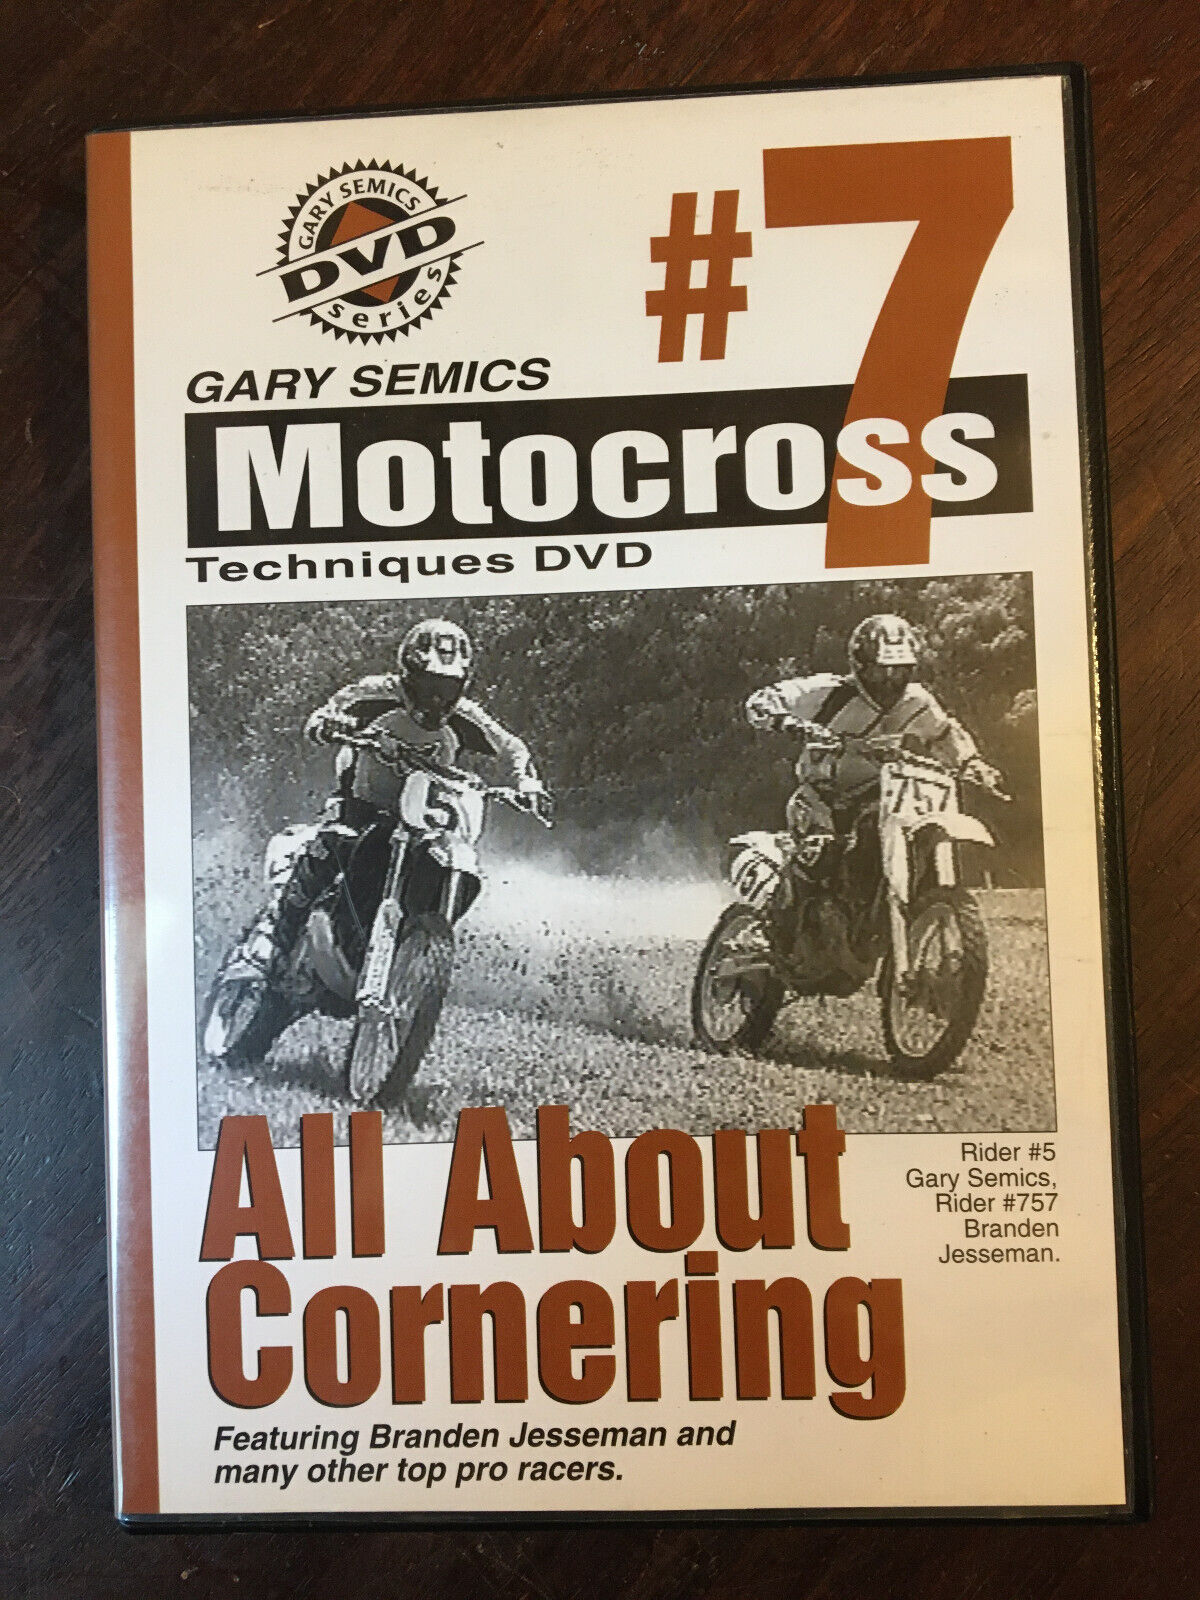 GARY SEMICS
DVD
series
#7
GARY SEMICS
Motocross
Techniques DVD
5
757
57
All About
Cornering
Rider #5
Gary Semics,
Rider #757
Branden
Jesseman.
Featuring Branden Jesseman and
many other top pro racers.